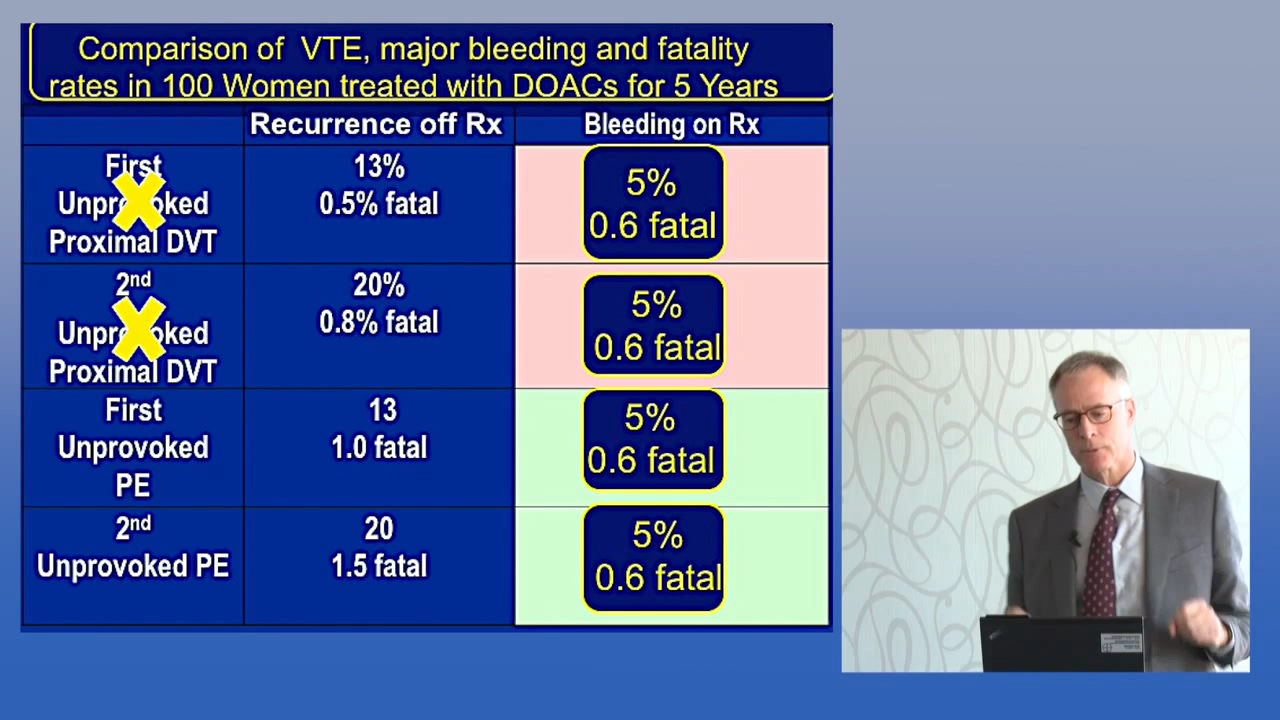 Comparison of VTE, major bleeding and fatality
rates in 100 Women treated with DOACs for 5 Years
Recurrence off Rx
Bleeding on Rx
First
Unprovoked
Proximal DVT
13%
0.5% fatal
5%
0.6 fatal
2nd
Unprovoked
Proximal DVT
20%
0.8% fatal
5%
0.6 fatal
First
Unprovoked
PE
13
1.0 fatal
5%
0.6 fatal
2nd
Unprovoked PE
20
1.5 fatal
5%
0.6 fatal